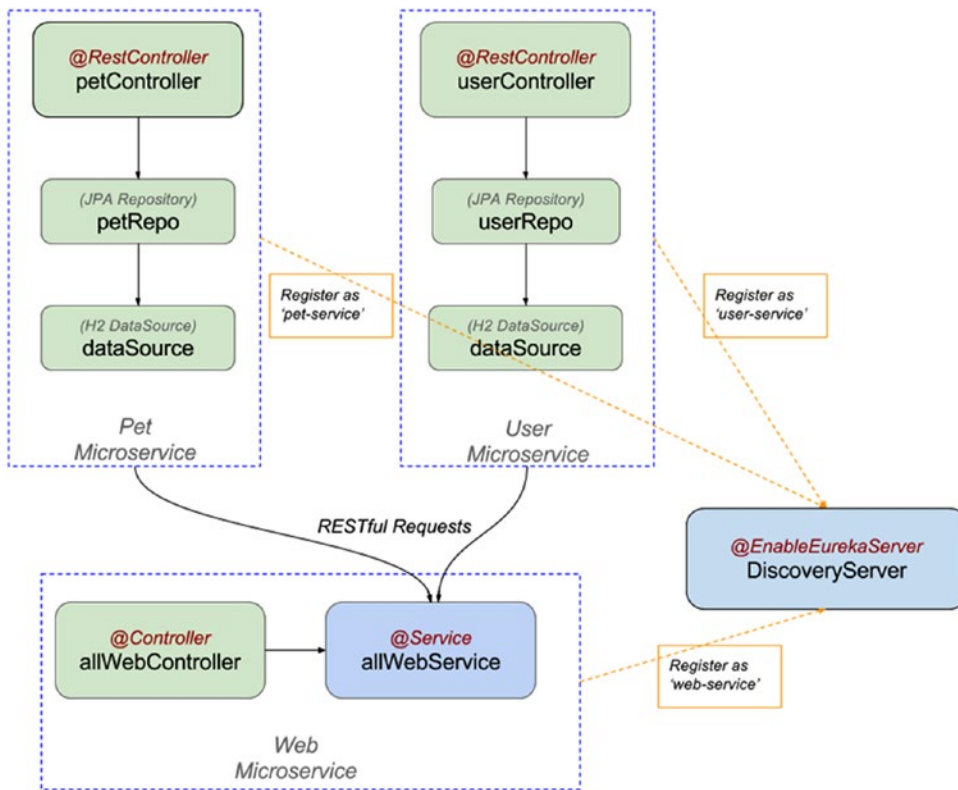 @RestController
petController
(JPA Repository)
petRepo
(H2 DataSource)
dataSource
Pet
Microservice
@RestController
userController
(JPA Repository)
userRepo
(H2 DataSource)
dataSource
User
Microservice
Register as
'pet-service'
Register as
'user-service'
RESTful Requests
@EnableEurekaServer
DiscoveryServer
@Controller
allWebController
@Service
allWebService
Register as
'web-service'
Web
Microservice